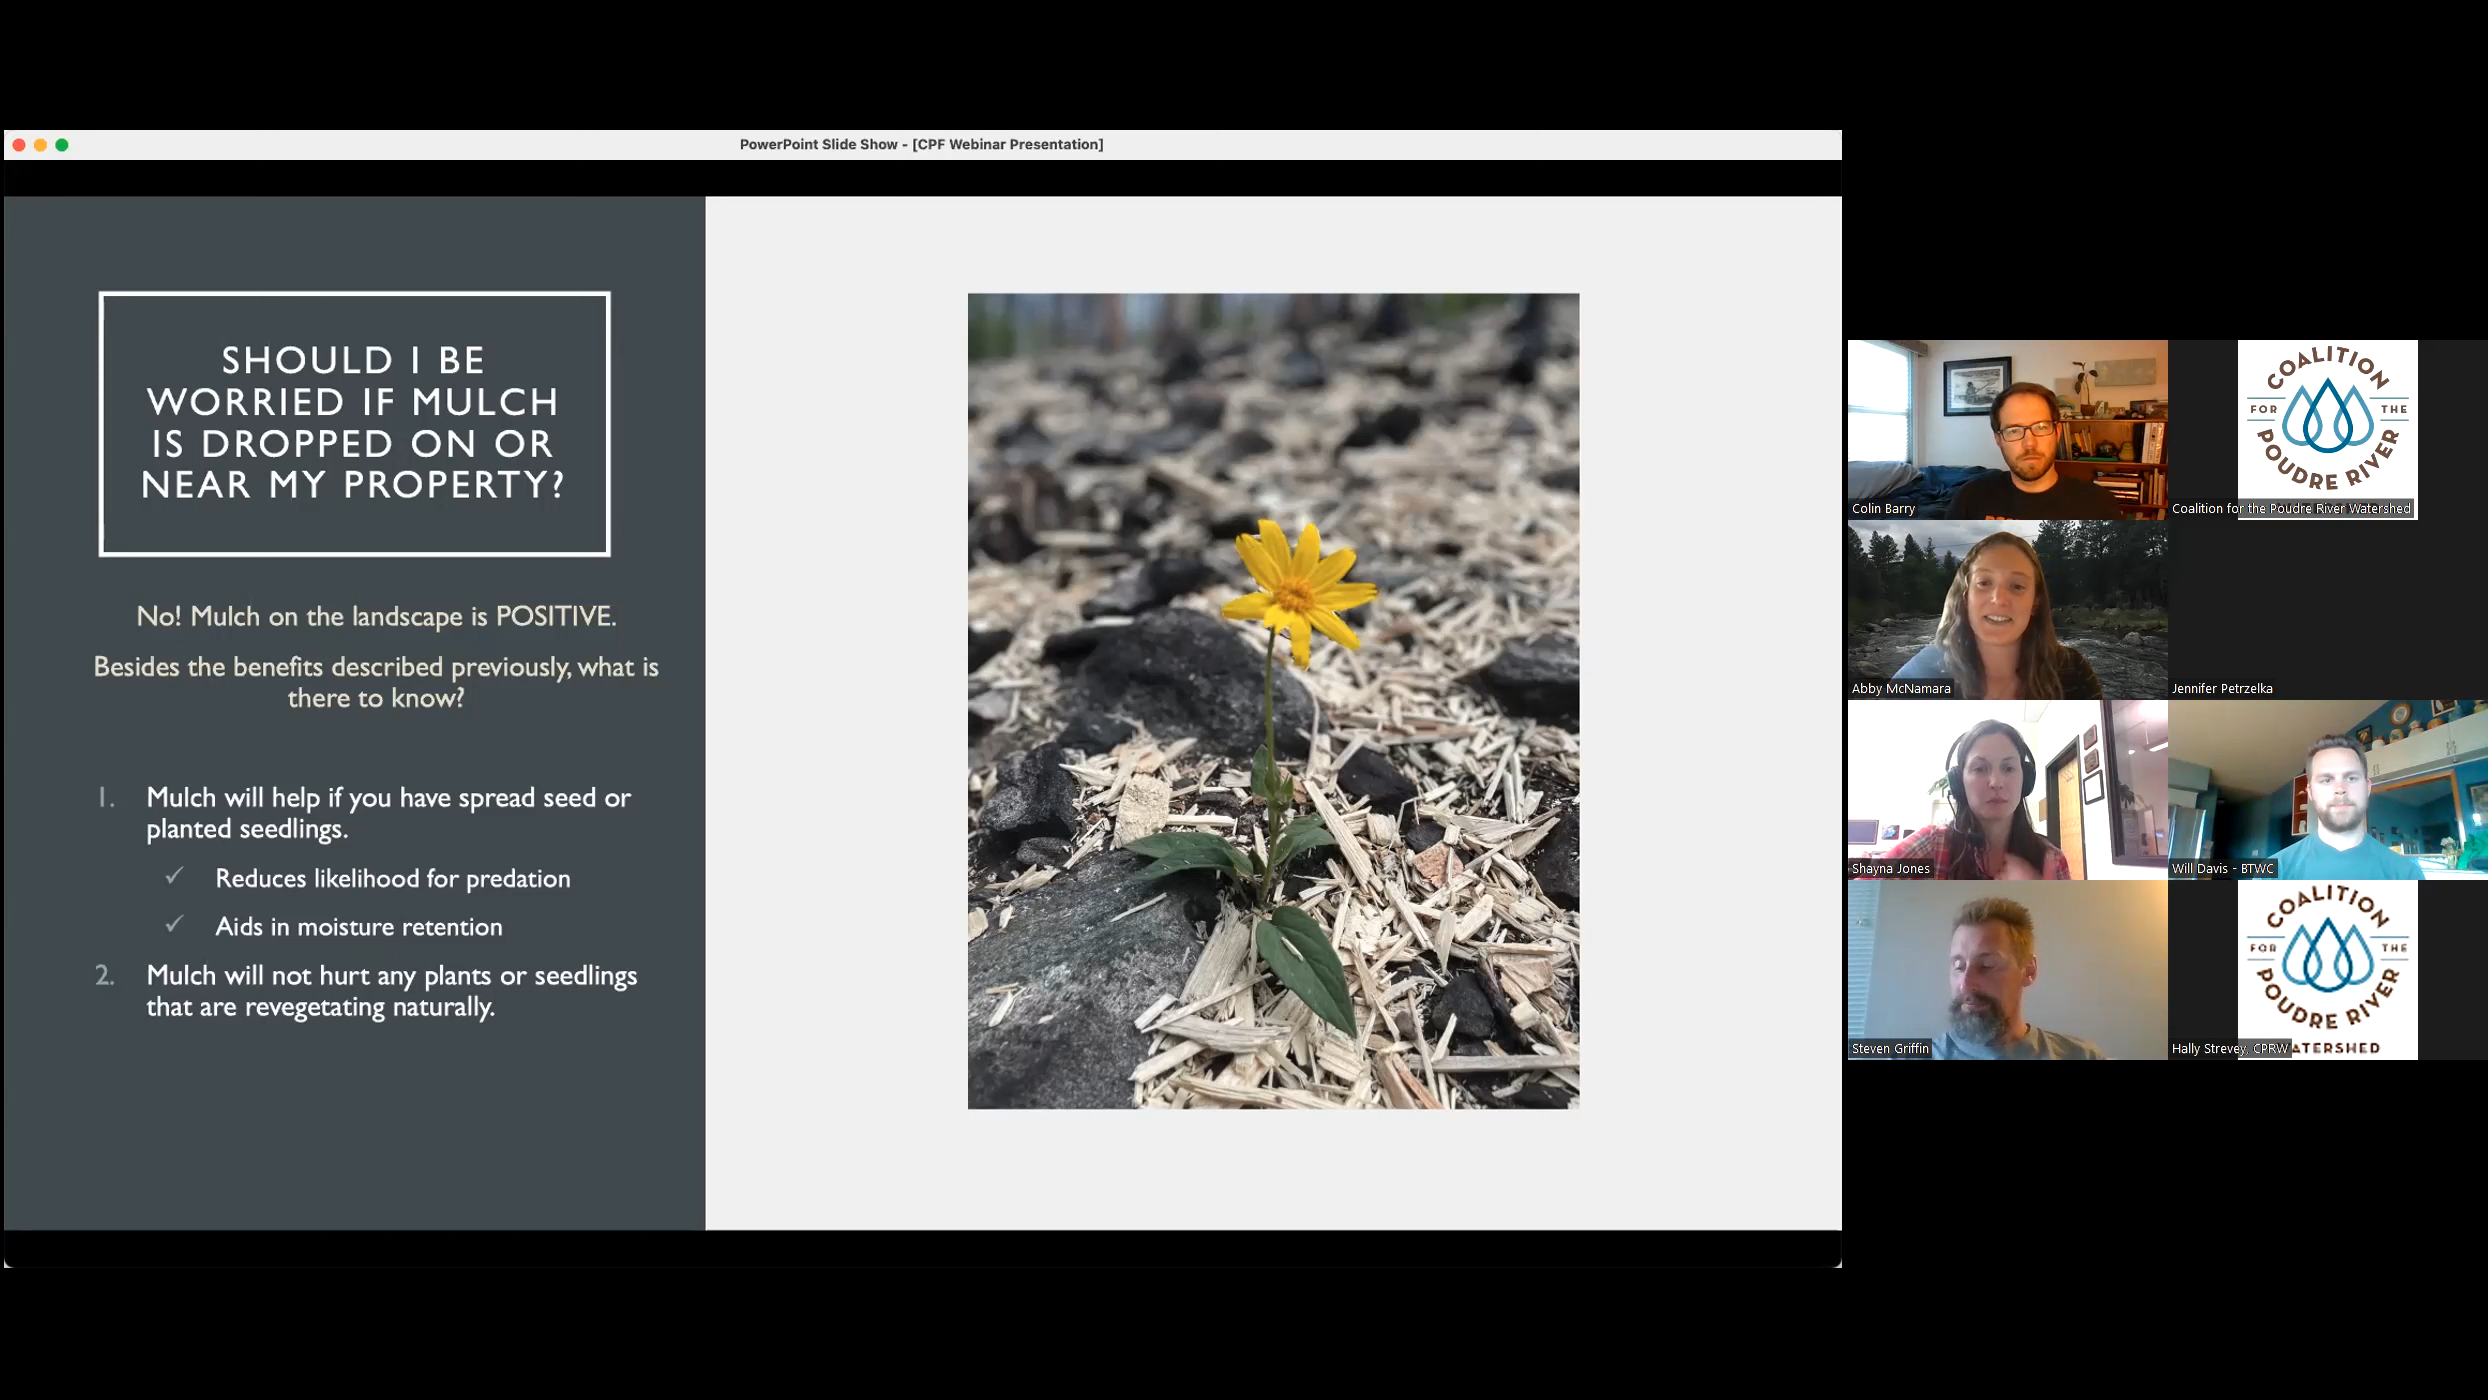 PowerPoint Slide Show - [CPF Webinar Presentation]
SHOULD I BE
WORRIED IF MULCH
IS DROPPED ON OR
NEAR MY PROPERTY?
No! Mulch on the landscape is POSITIVE.
Besides the benefits described previously, what is
there to know?
1. Mulch will help if you have spread seed or
planted seedlings.
✓ Reduces likelihood for predation
✓ Aids in moisture retention
2. Mulch will not hurt any plants or seedlings
that are revegetating naturally.
Colin Barry
COALITION
FOR THE
POUDRE RIVER
Coalition for the Poudre River Watershed
Abby McNamara
Jennifer Petrzelka
Shayna Jones
Will Davis - BTWC
Steven Griffin
COALITION
FOR THE
POUDRE RIVER
Hally Strevey, CPRW
ATERSHED